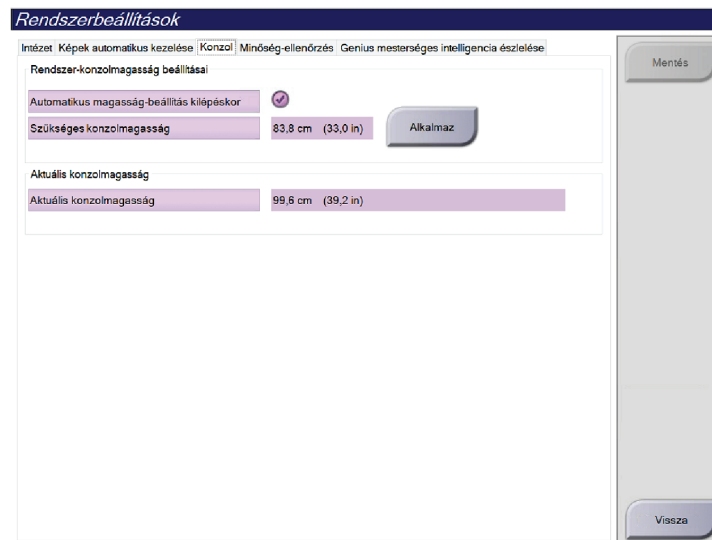 Rendszerbeállítások
Intézet Képek automatikus kezelése Konzol Minőség-ellenőrzés Genius mesterséges intelligencia észlelése
Mentés
Rendszer-konzolmagasság beállításai
Automatikus magasság-beállítás kilépéskor
Szükséges konzolmagasság 83,8 cm (33,0 in) Alkalmaz
Aktuális konzolmagasság
Aktuális konzolmagasság 99,6 cm (39,2 in)
Vissza